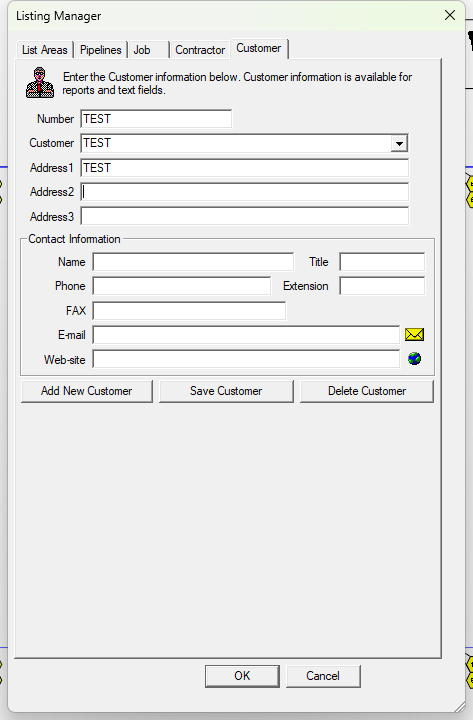 Listing Manager
List Areas Pipelines Job Contractor Customer
Enter the Customer information below. Customer information is available for
reports and text fields.
Number TEST
Customer TEST
Address1 TEST
Address2
Address3
Contact Information
Name Title
Phone Extension
FAX
E-mail
Web-site
Add New Customer Save Customer Delete Customer
OK Cancel